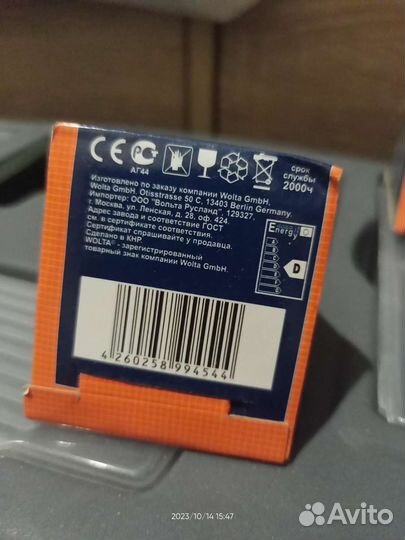 CE АГ44 срок
службы
2000ч
Изготовлено по заказу компании Wolta GmbH.
Wolta GmbH. Otisstrasse 50 C, 13403 Berlin Germany
Импортер: ООО "Вольта Русланд", 129327,
г. Москва, ул. Ленская, д. 28, оф. 424.
Адрес завода и соответствие ГОСТ
см. в сертификате соответствия.
Сертификат спрашивайте у продавца.
Сделано в КНР
WOLTA® - зарегистрированный
товарный знак компании Wolta GmbH.
Energy
D
4 260258 994544
2023/10/14 15:47
Avito